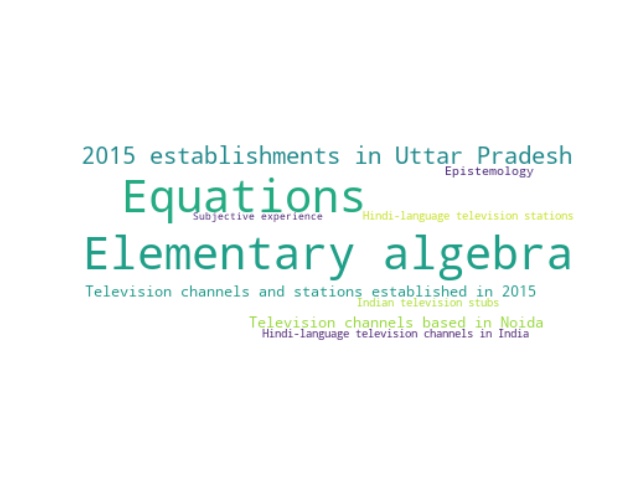 2015 establishments in Uttar Pradesh
Epistemology
Equations
Subjective experience
Hindi-language television stations
Elementary algebra
Television channels and stations established in 2015
Indian television stubs
Television channels based in Noida
Hindi-language television channels in India